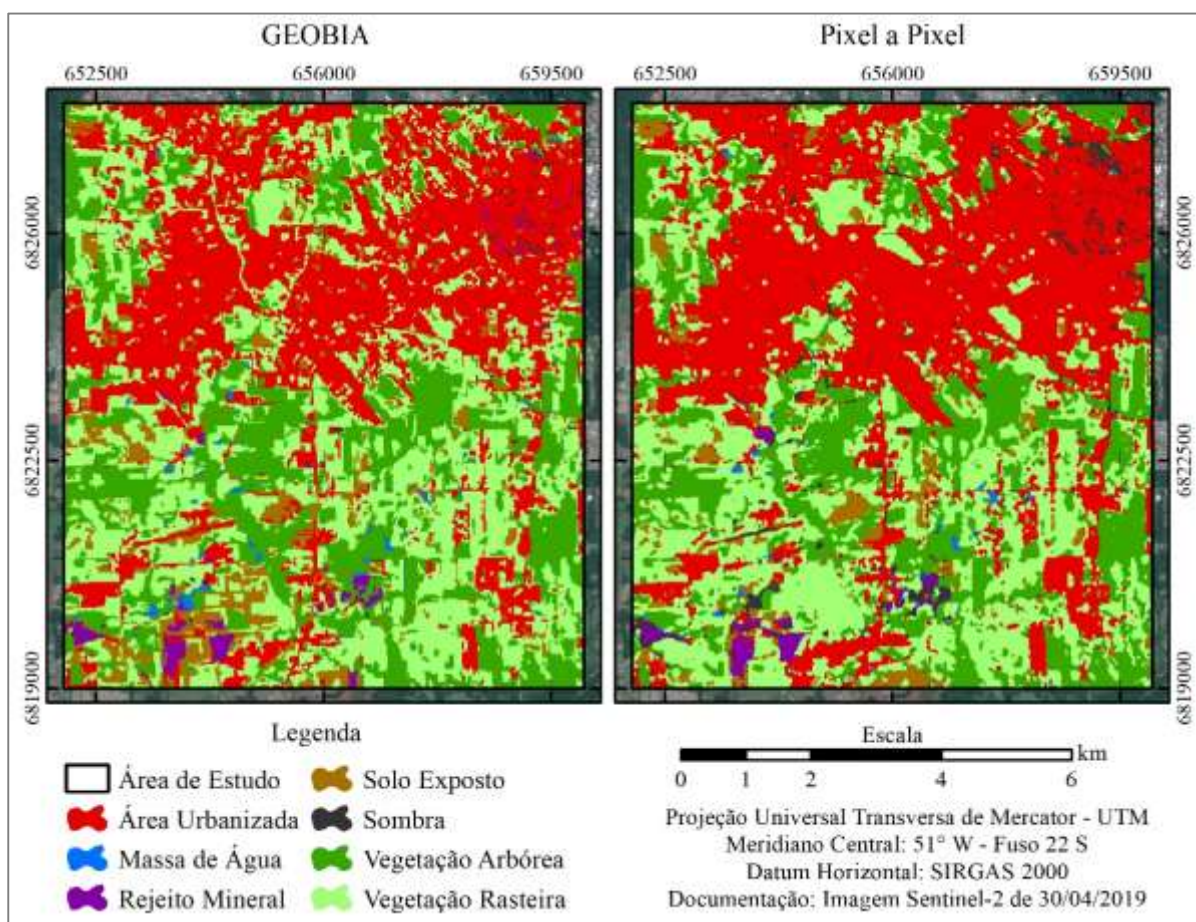 GEOBIA
Pixel a Pixel
652500 656000 659500
652500 656000 659500
6826000
6822500
6819000
6826000
6822500
6819000
Legenda
Área de Estudo
Área Urbanizada
Massa de Água
Rejeito Mineral
Solo Exposto
Sombra
Vegetação Arbórea
Vegetação Rasteira
Escala
km
0 1 2 4 6
Projeção Universal Transversa de Mercator - UTM
Meridiano Central: 51° W - Fuso 22 S
Datum Horizontal: SIRGAS 2000
Documentação: Imagem Sentinel-2 de 30/04/2019